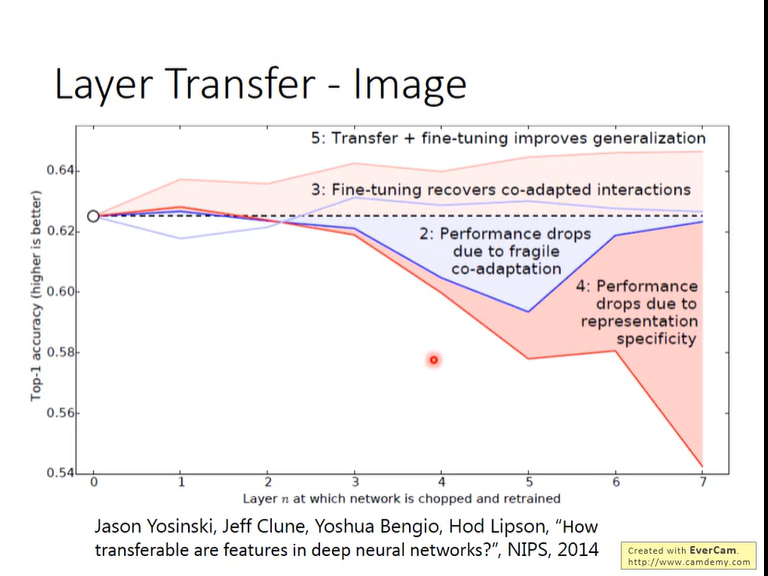 Layer Transfer - Image
5: Transfer + fine-tuning improves generalization
3: Fine-tuning recovers co-adapted interactions
2: Performance drops
due to fragile
co-adaptation
4: Performance
drops due to
representation
specificity
Top-1 accuracy (higher is better)
0.64
0.62
0.60
0.58
0.56
0.54
0 1 2 3 4 5 6 7
Layer n at which network is chopped and retrained
Jason Yosinski, Jeff Clune, Yoshua Bengio, Hod Lipson, “How
transferable are features in deep neural networks?”, NIPS, 2014
Created with EverCam.
http://www.camdemy.com